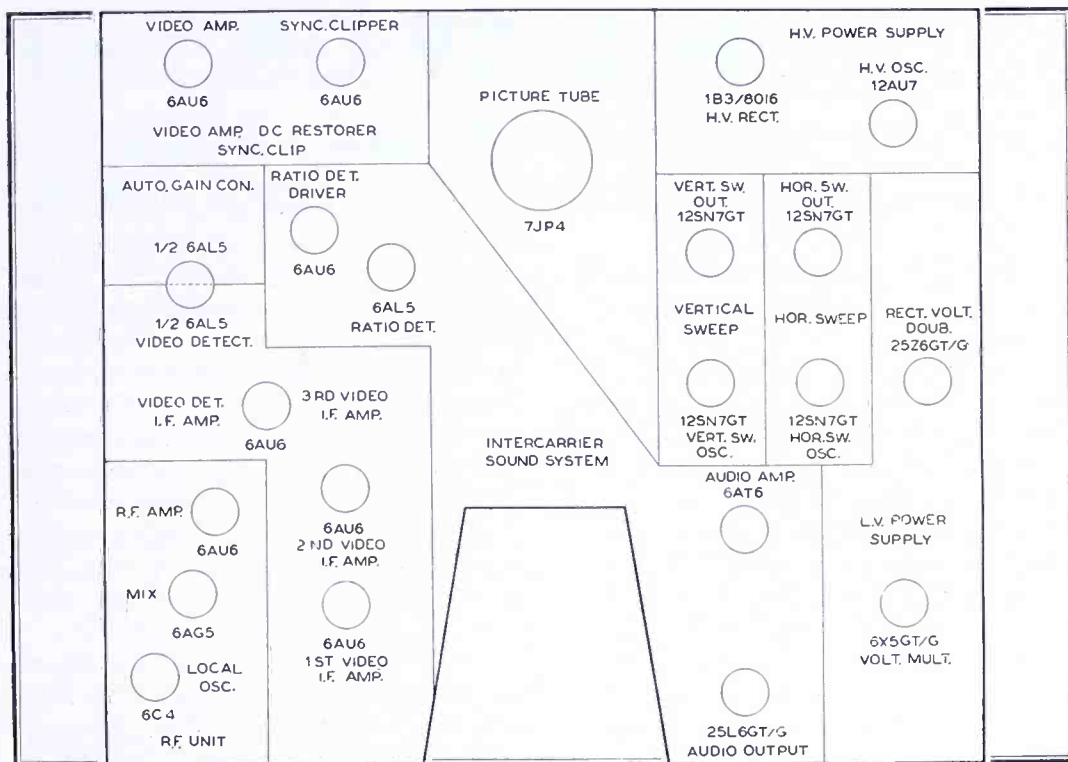 VIDEO AMP.
6AU6
SYNC. CLIPPER
6AU6
VIDEO AMP. DC RESTORER
SYNC. CLIP
PICTURE TUBE
7JP4
H.V. POWER SUPPLY
1B3/8016
H.V. RECT.
H.V. OSC.
12AU7
AUTO. GAIN CON.
1/2 6AL5
1/2 6AL5
VIDEO DETECT.
RATIO DET.
DRIVER
6AU6
6AL5
RATIO DET.
VERT. SW.
OUT.
12SN7GT
HOR. SW.
OUT.
12SN7GT
VERTICAL
SWEEP
HOR. SWEEP
12SN7GT
VERT. SW.
OSC.
12SN7GT
HOR. SW.
OSC.
RECT. VOLT.
DOUB.
25Z6GT/G
VIDEO DET.
I.F. AMP.
6AU6
3RD VIDEO
I.F. AMP.
6AU6
2ND VIDEO
I.F. AMP.
6AU6
1ST VIDEO
I.F. AMP.
INTERCARRIER
SOUND SYSTEM
R.F. AMP.
6AU6
MIX
6AG5
LOCAL
OSC.
6C4
R.F. UNIT
AUDIO AMP.
6AT6
25L6GT/G
AUDIO OUTPUT
L.V. POWER
SUPPLY
6X5GT/G
VOLT. MULT.